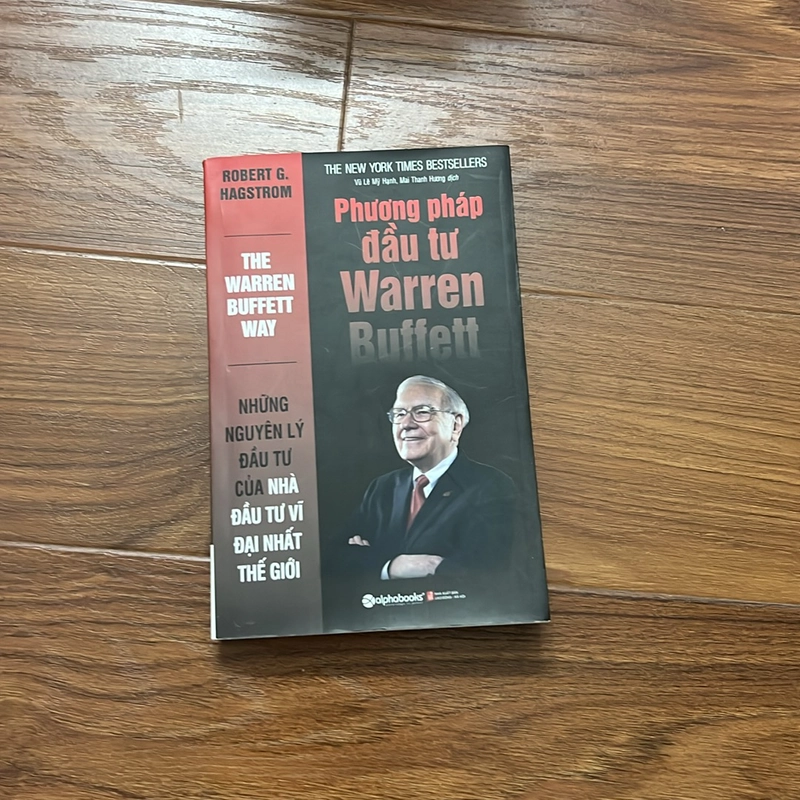 ROBERT G.
HAGSTROM
THE
WARREN
BUFFETT
WAY
NHỮNG
NGUYÊN LÝ
ĐẦU TƯ
CỦA NHÀ
ĐẦU TƯ VĨ
ĐẠI NHẤT
THẾ GIỚI
THE NEW YORK TIMES BESTSELLERS
Vũ Lê Mỹ Hạnh, Mai Thanh Hương dịch
Phương pháp
đầu tư
Warren
Buffett
alphabooks